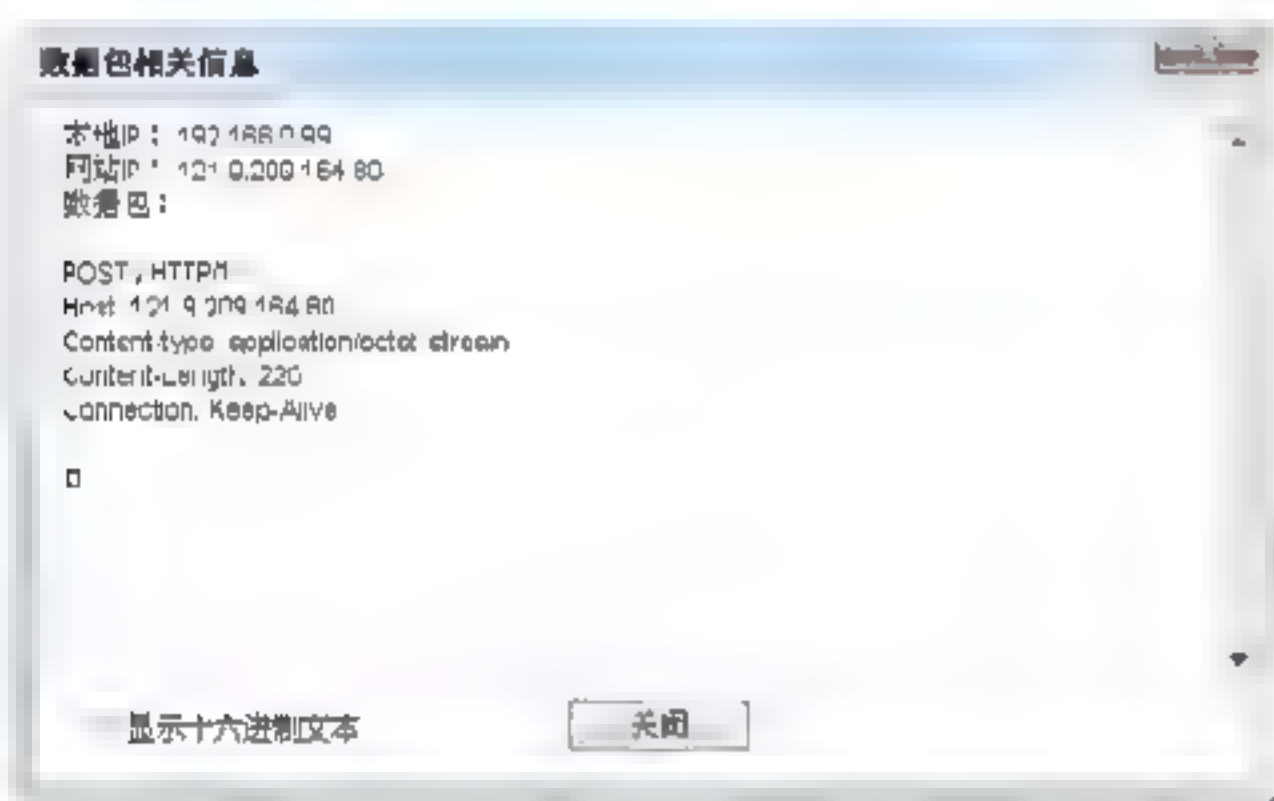 数据包相关信息
本地IP： 192.168.0.99
网站IP： 121.9.209.164:80
数据包：
POST / HTTP/1
Host: 121.9.209.164:80
Content-type: application/octet-stream
Content-Length: 
Connection: Keep-Alive
显示十六进制文本
关闭